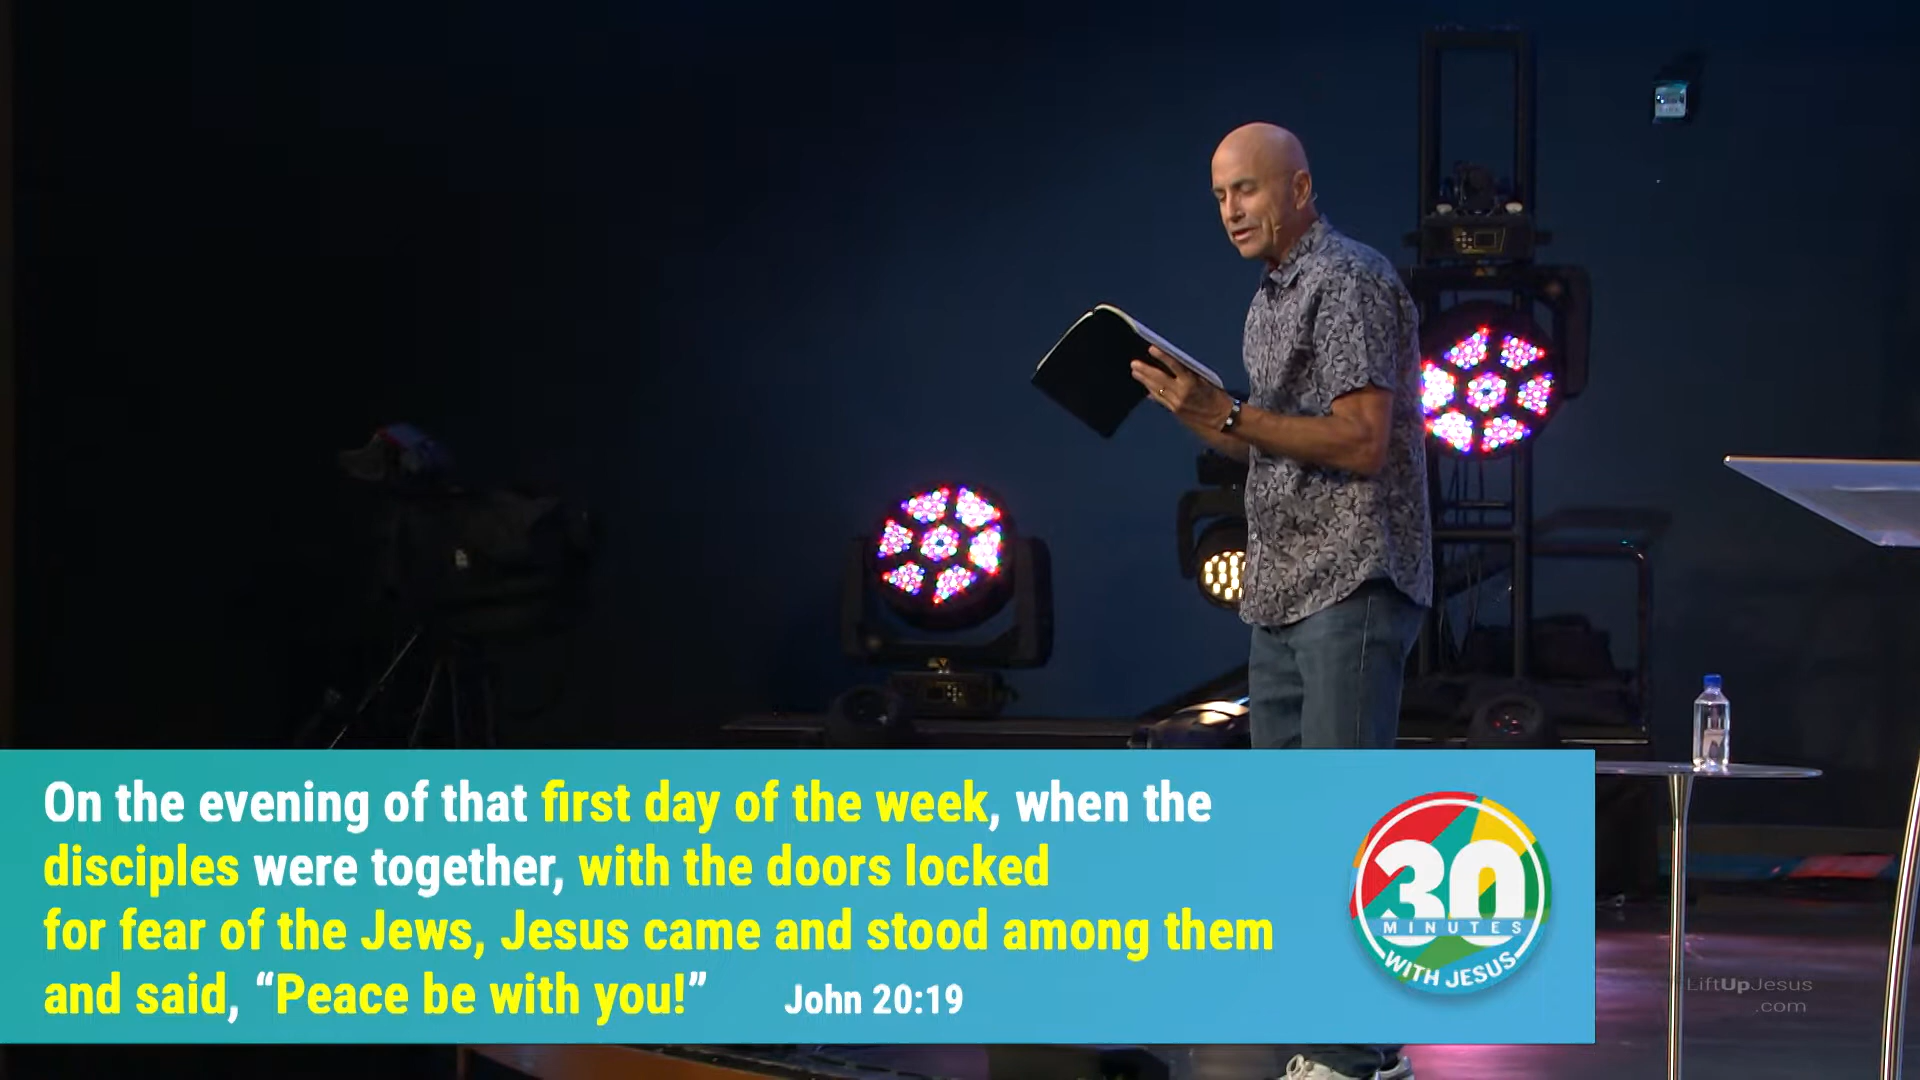 On the evening of that first day of the week, when the
disciples were together, with the doors locked
for fear of the Jews, Jesus came and stood among them
and said, “Peace be with you!” John 20:19
30
MINUTES
WITH JESUS
LiftUpJesus
.com